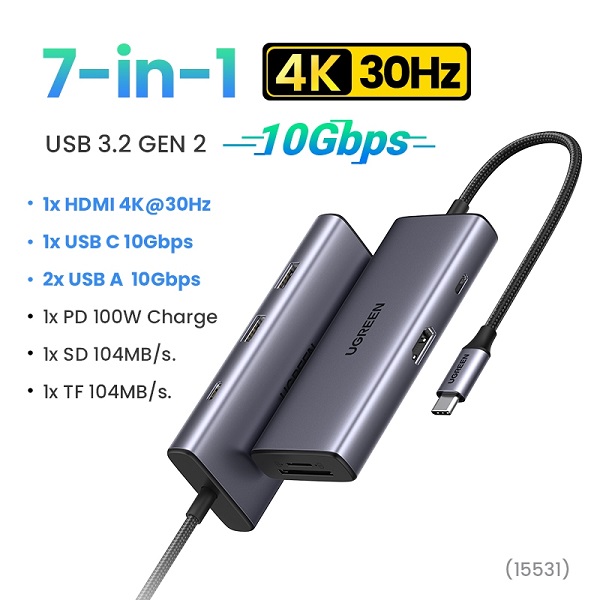 7-in-1 4K 30Hz
USB 3.2 GEN 2 10Gbps
• 1x HDMI 4K@30Hz
• 1x USB C 10Gbps
• 2x USB A 10Gbps
• 1x PD 100W Charge
• 1x SD 104MB/s.
• 1x TF 104MB/s.
UGREEN
UGREEN
UGREEN
(15531)